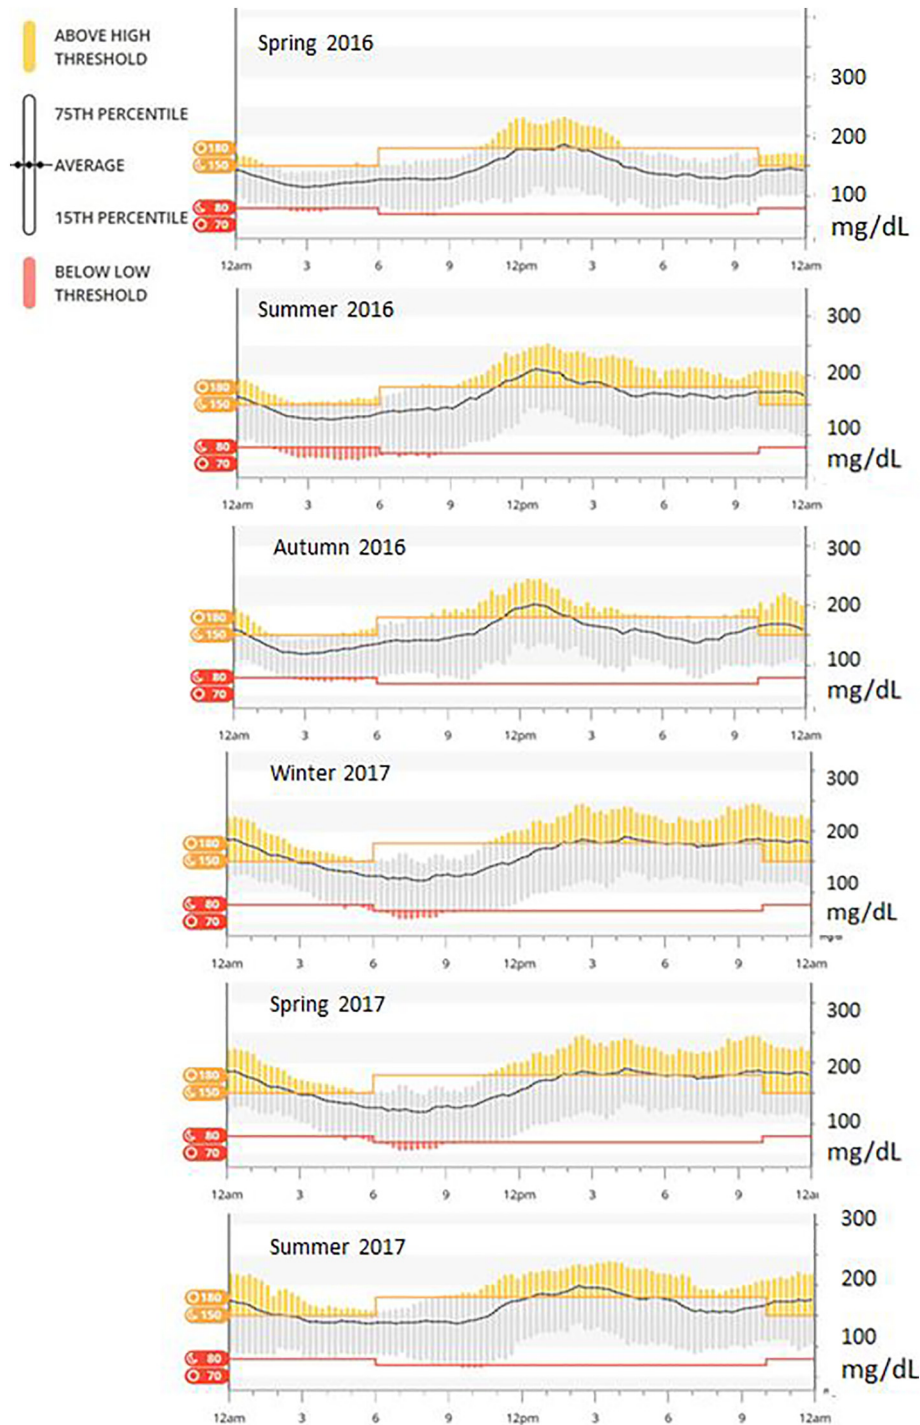 ABOVE HIGH
THRESHOLD
75TH PERCENTILE
AVERAGE
15TH PERCENTILE
BELOW LOW
THRESHOLD
Spring 2016
300
200
100
mg/dL
180
150
80
70
12am 3 6 9 12pm 3 6 9 12am
Summer 2016
300
200
100
mg/dL
180
150
80
70
12am 3 6 9 12pm 3 6 9 12am
Autumn 2016
300
200
100
mg/dL
180
150
80
70
12am 3 6 9 12pm 3 6 9 12am
Winter 2017
300
200
100
mg/dL
180
150
80
70
12am 3 6 9 12pm 3 6 9 12am
Spring 2017
300
200
100
mg/dL
180
150
80
70
12am 3 6 9 12pm 3 6 9 12a
Summer 2017
300
200
100
mg/dL
180
150
80
70
12am 3 6 9 12pm 3 6 9 12am